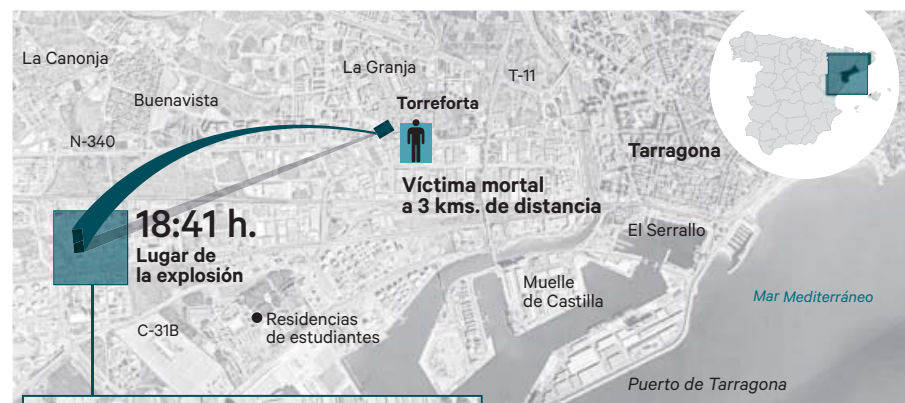 La Canonja
La Granja
T-11
Buenavista
Torreforta
N-340
Tarragona
Víctima mortal
a 3 kms. de distancia
18:41 h.
Lugar de
la explosión
El Serrallo
Muelle
de Castilla
Mar Mediterráneo
C-31B
Residencias
de estudiantes
Puerto de Tarragona